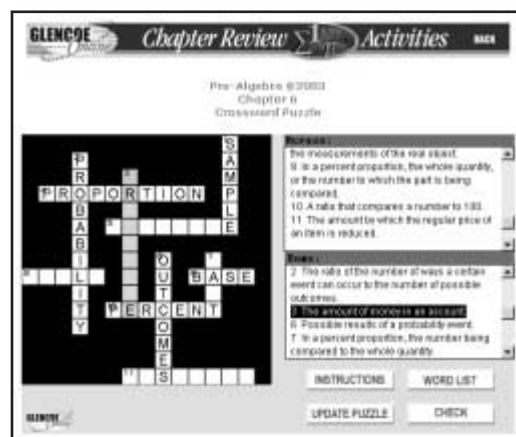 GLENCOE
Online
Chapter Review
Activities
BACK
Pre-Algebra ©2003
Chapter 6
Crossword Puzzle
SAMPLE
PROBABILITY
PROPORTION
OUTCOMES
BASE
PERCENT
the measurements of the real object.
9 In a percent proportion, the whole quantity,
or the number to which the part is being
compared.
10 A ratio that compares a number to 100.
11 The amount by which the regular price of
an item is reduced.
2 The ratio of the number of ways a certain
event can occur to the number of possible
outcomes.
3 The amount of money in an account.
6 Possible results of a probability event.
7 In a percent proportion, the number being
compared to the whole quantity.
INSTRUCTIONS
WORD LIST
UPDATE PUZZLE
CHECK
GLENCOE